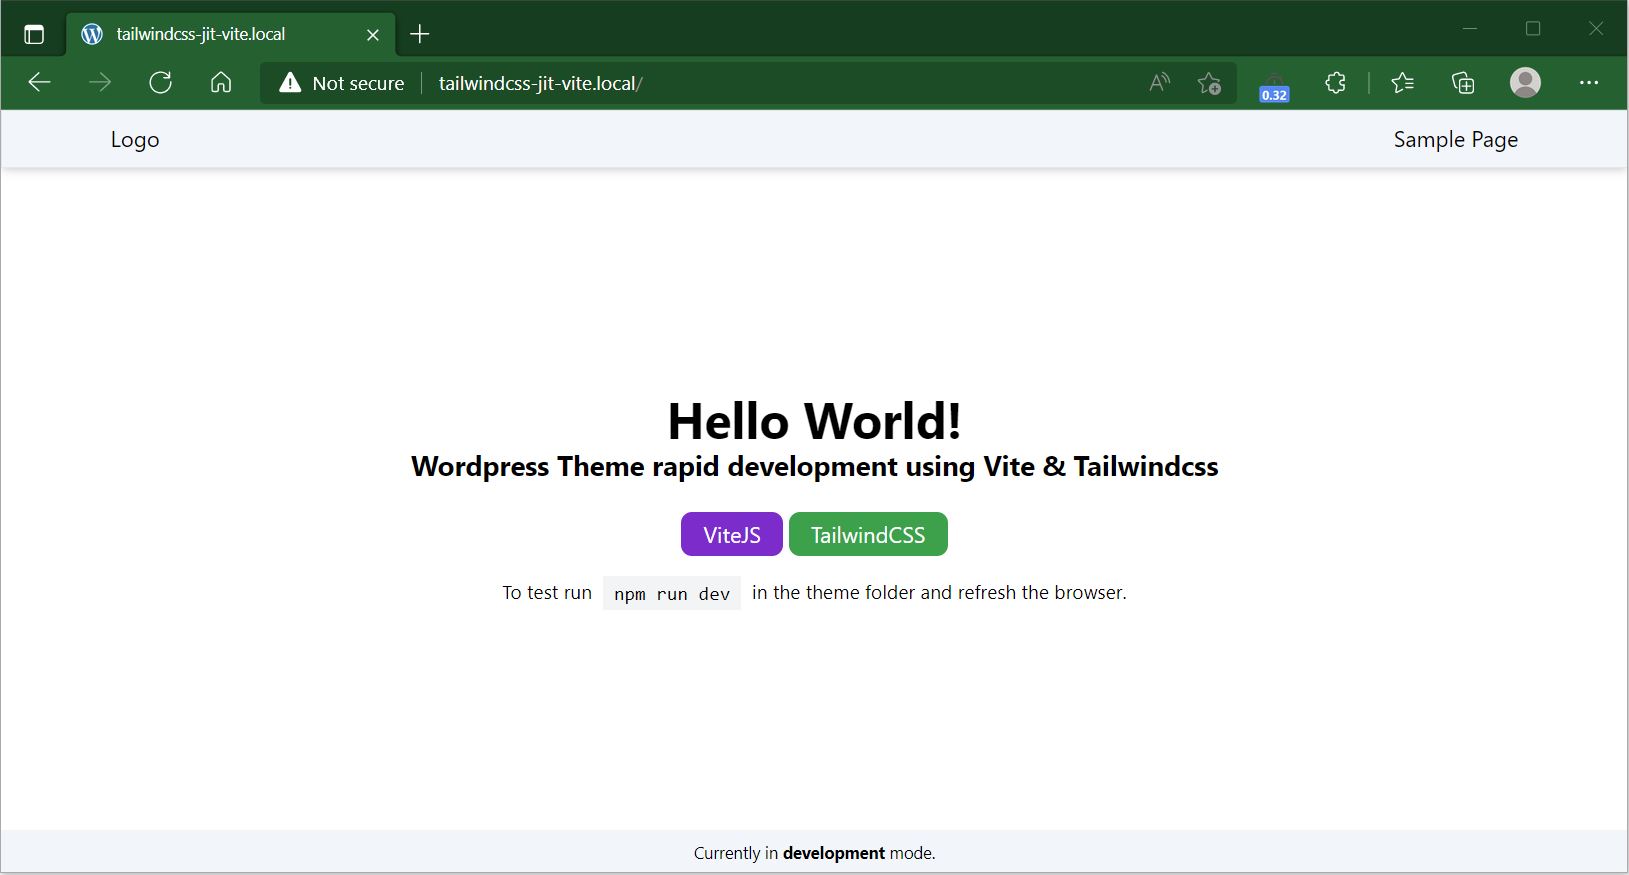 tailwindcss-jit-vite.local
Not secure
tailwindcss-jit-vite.local/
0.32
Logo
Sample Page
Hello World!
Wordpress Theme rapid development using Vite & Tailwindcss
ViteJS TailwindCSS
To test run npm run dev in the theme folder and refresh the browser.
Currently in development mode.